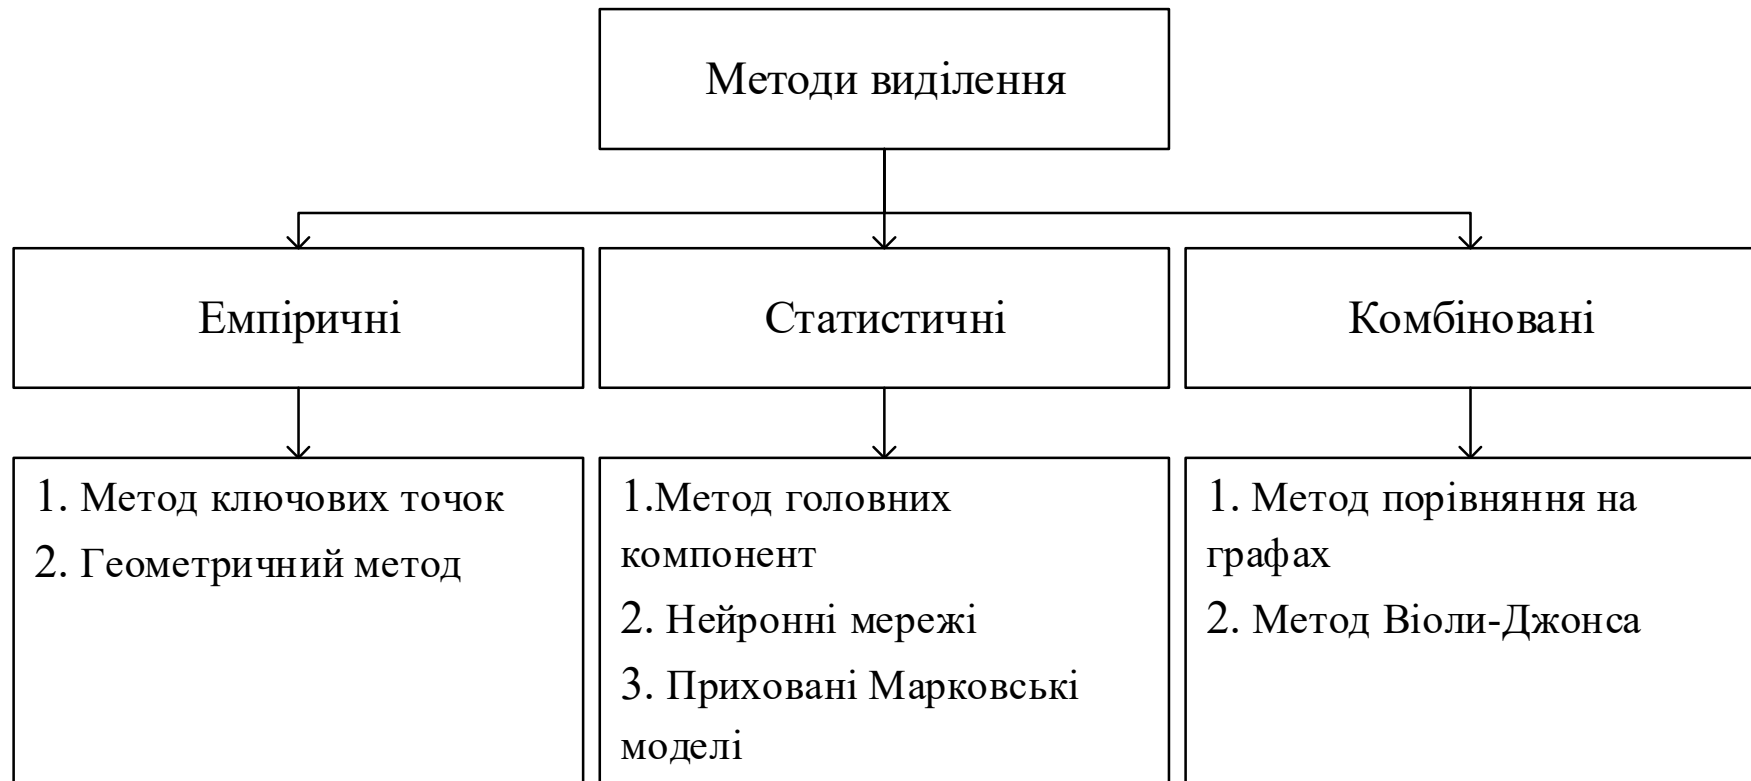 Методи виділення
Емпіричні
Статистичні
Комбіновані
1. Метод ключових точок
2. Геометричний метод
1.Метод головних
компонент
2. Нейронні мережі
3. Приховані Марковські
моделі
1. Метод порівняння на
графах
2. Метод Віоли-Джонса